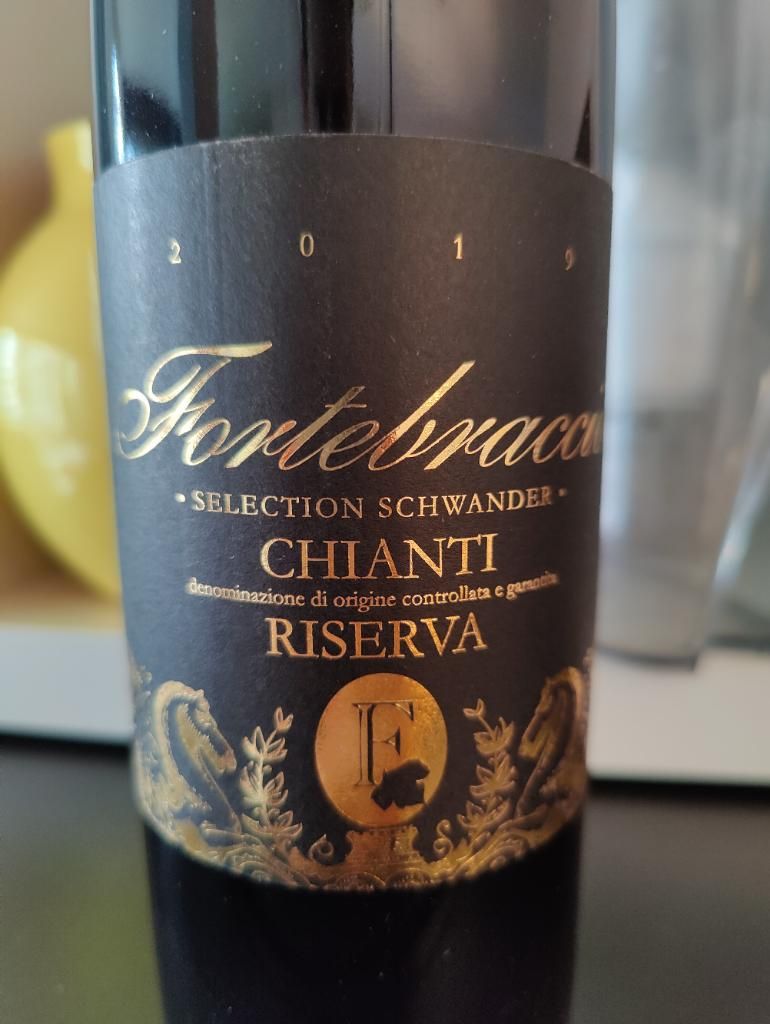 2 0 1 9
Fortebracci
• SELECTION SCHWANDER •
CHIANTI
denominazione di origine controllata e garantita
RISERVA
F